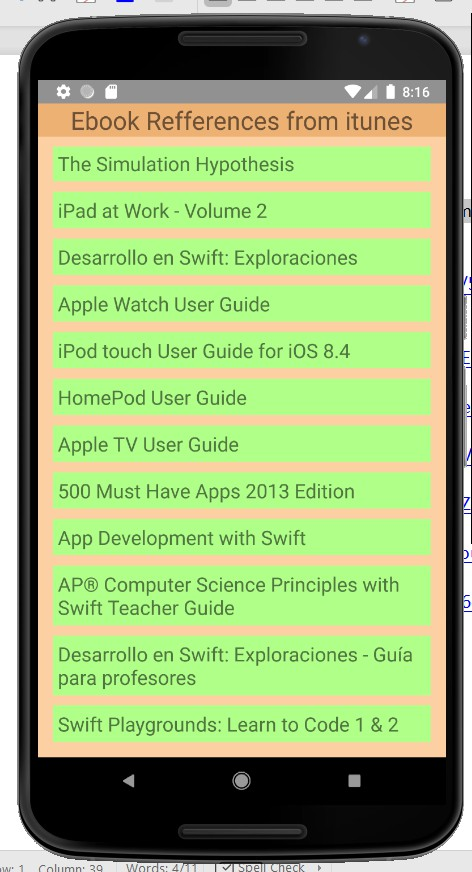 8:16
Ebook Refferences from itunes
The Simulation Hypothesis
iPad at Work - Volume 2
Desarrollo en Swift: Exploraciones
Apple Watch User Guide
iPod touch User Guide for iOS 8.4
HomePod User Guide
Apple TV User Guide
500 Must Have Apps 2013 Edition
App Development with Swift
AP® Computer Science Principles with
Swift Teacher Guide
Desarrollo en Swift: Exploraciones - Guía
para profesores
Swift Playgrounds: Learn to Code 1 & 2
Column: 39 Words: 4/11 Spell Check